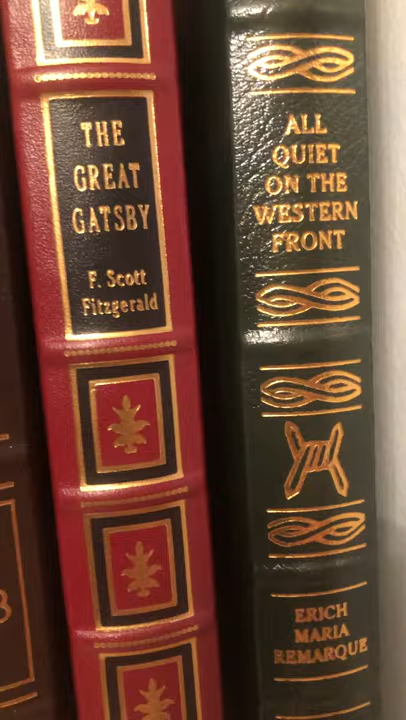 THE
GREAT
GATSBY
F. Scott
Fitzgerald
ALL
QUIET
ON THE
WESTERN
FRONT
ERICH
MARIA
REMARQUE